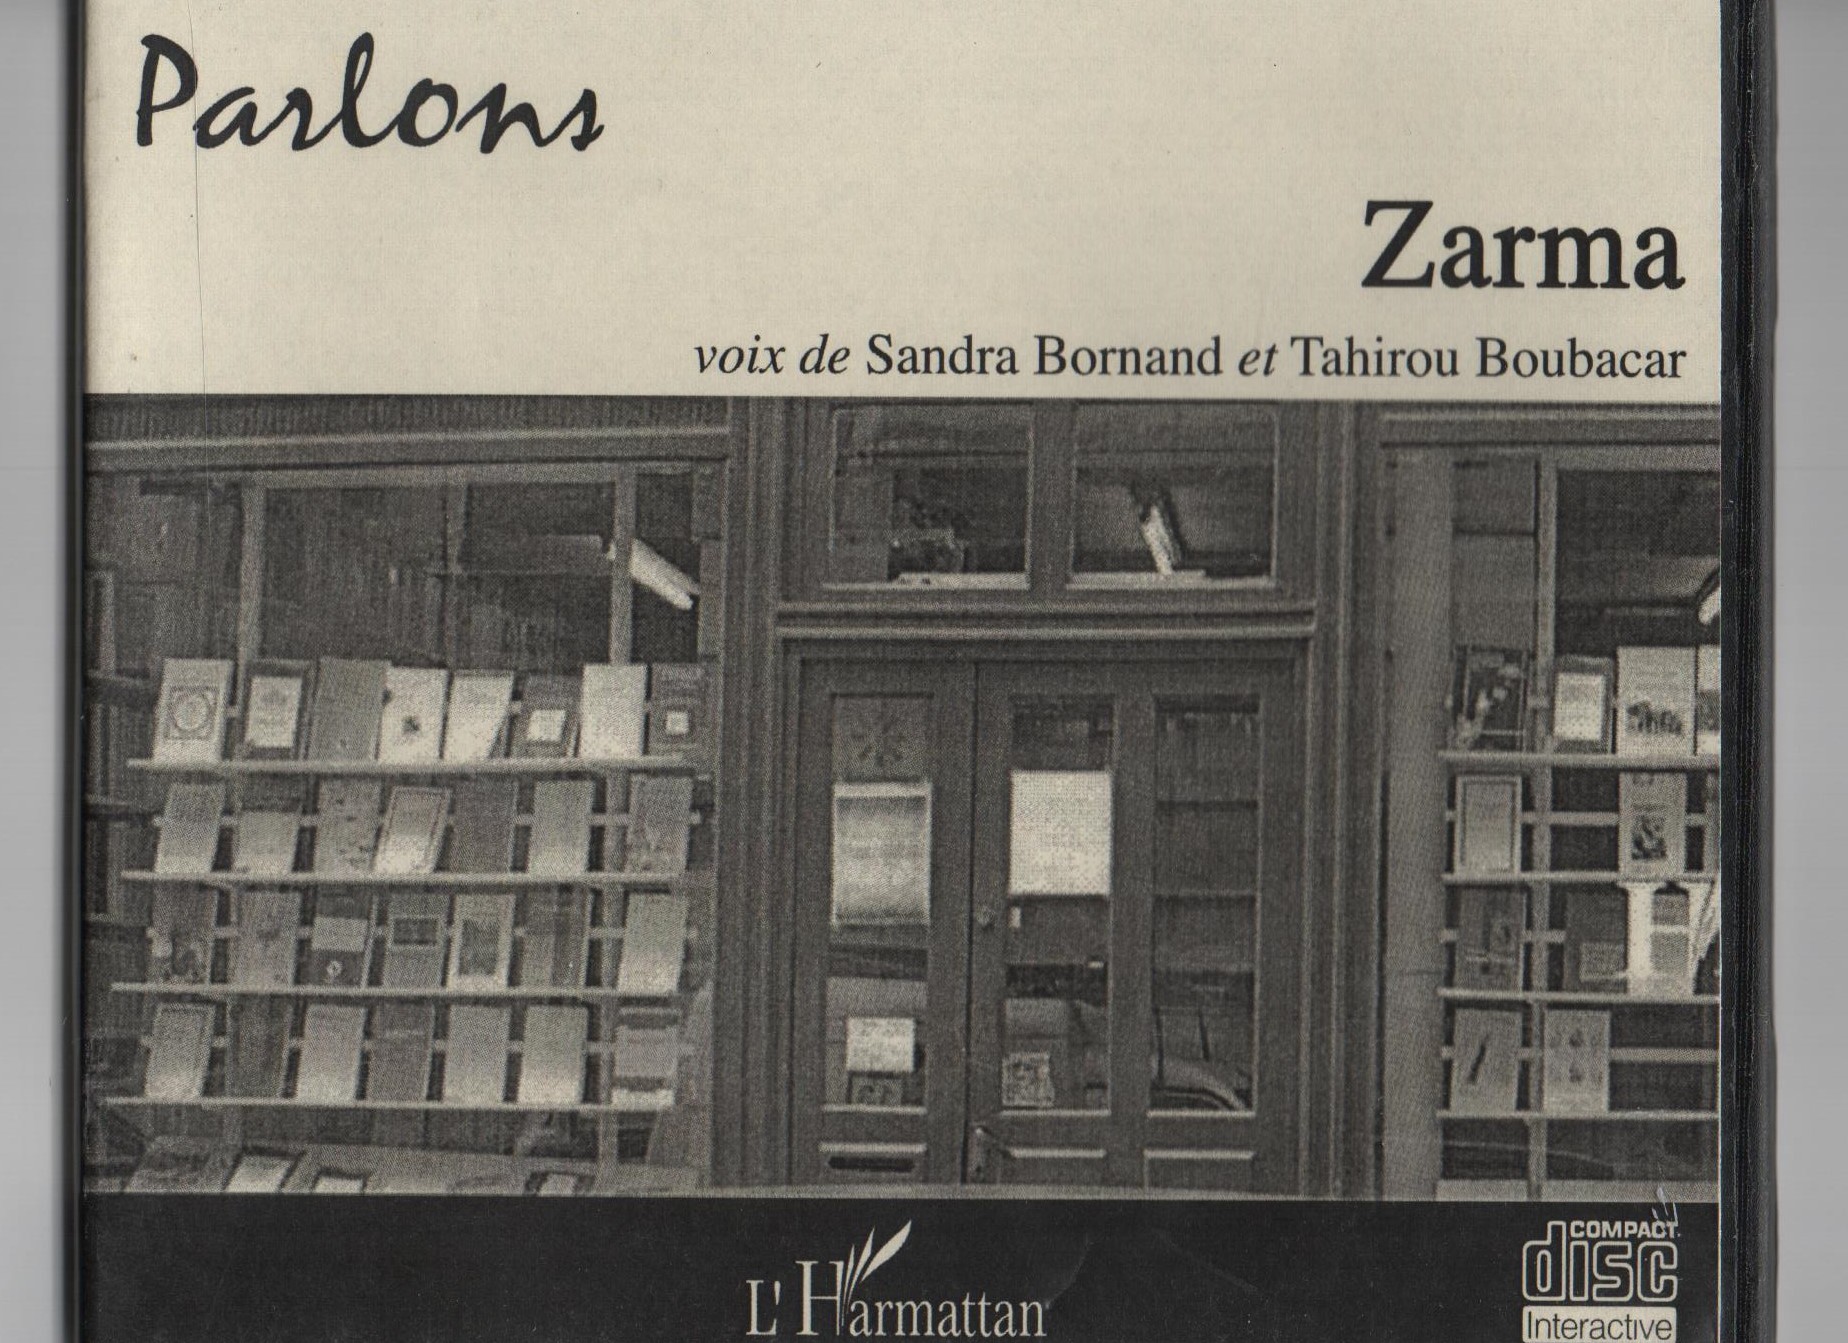 Parlons
Zarma
voix de Sandra Bornand et Tahirou Boubacar
L'Harmattan
COMPACT
disc
Interactive